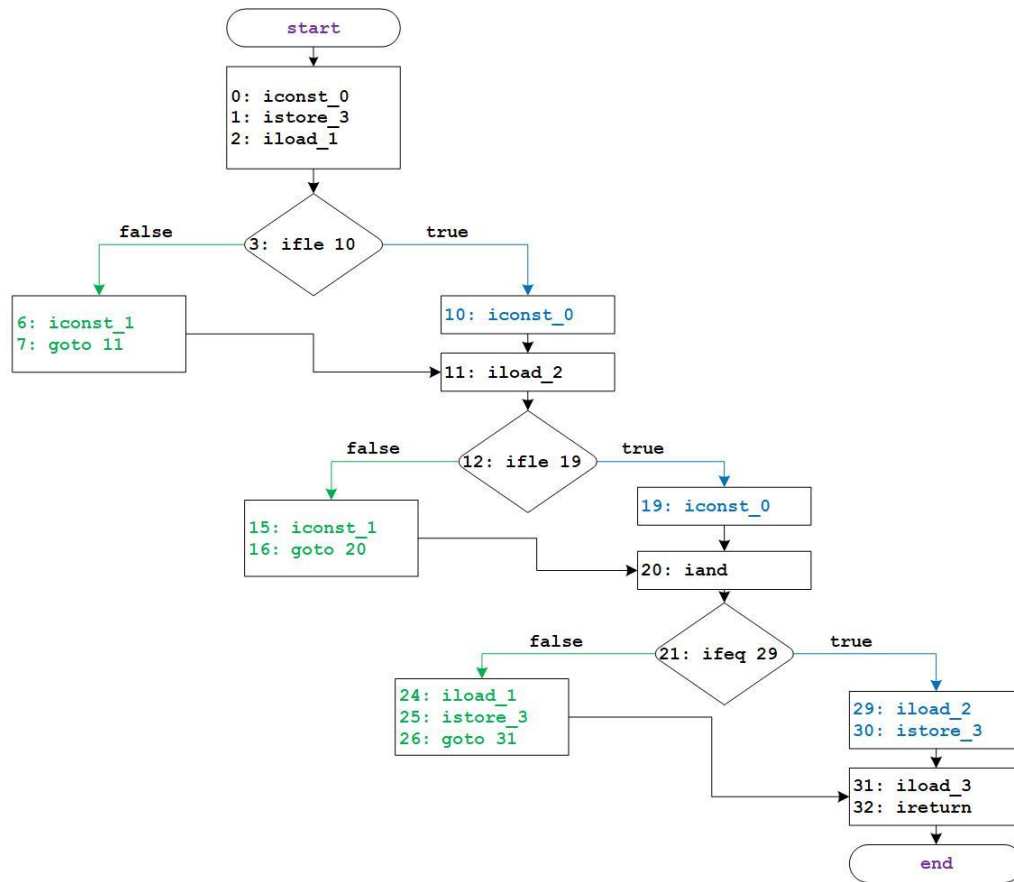 start
0: iconst_0
1: istore_3
2: iload_1
false
3: ifle 10
true
6: iconst_1
7: goto 11
10: iconst_0
11: iload_2
false
12: ifle 19
true
15: iconst_1
16: goto 20
19: iconst_0
20: iand
false
21: ifeq 29
true
24: iload_1
25: istore_3
26: goto 31
29: iload_2
30: istore_3
31: iload_3
32: ireturn
end